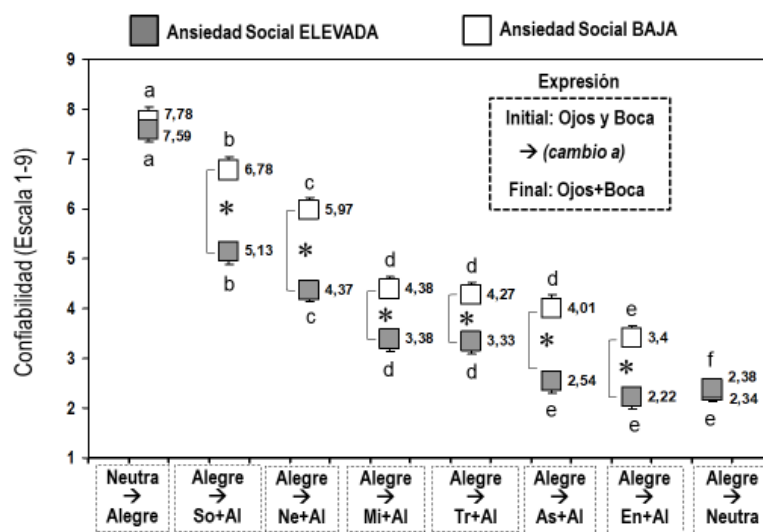 Ansiedad Social ELEVADA
Ansiedad Social BAJA
Confiabilidad (Escala 1-9)
9
8
7
6
5
4
3
2
1
Expresión
Initial: Ojos y Boca
→ (cambio a)
Final: Ojos+Boca
a
7,78
7,59
a
b
6,78
*
5,13
b
c
5,97
*
4,37
c
d
4,38
*
3,38
d
d
4,27
*
3,33
d
d
4,01
*
2,54
e
e
3,4
*
2,22
e
f
2,38
2,34
e
Neutra
→
Alegre
Alegre
→
So+Al
Alegre
→
Ne+Al
Alegre
→
Mi+Al
Alegre
→
Tr+Al
Alegre
→
As+Al
Alegre
→
En+Al
Alegre
→
Neutra